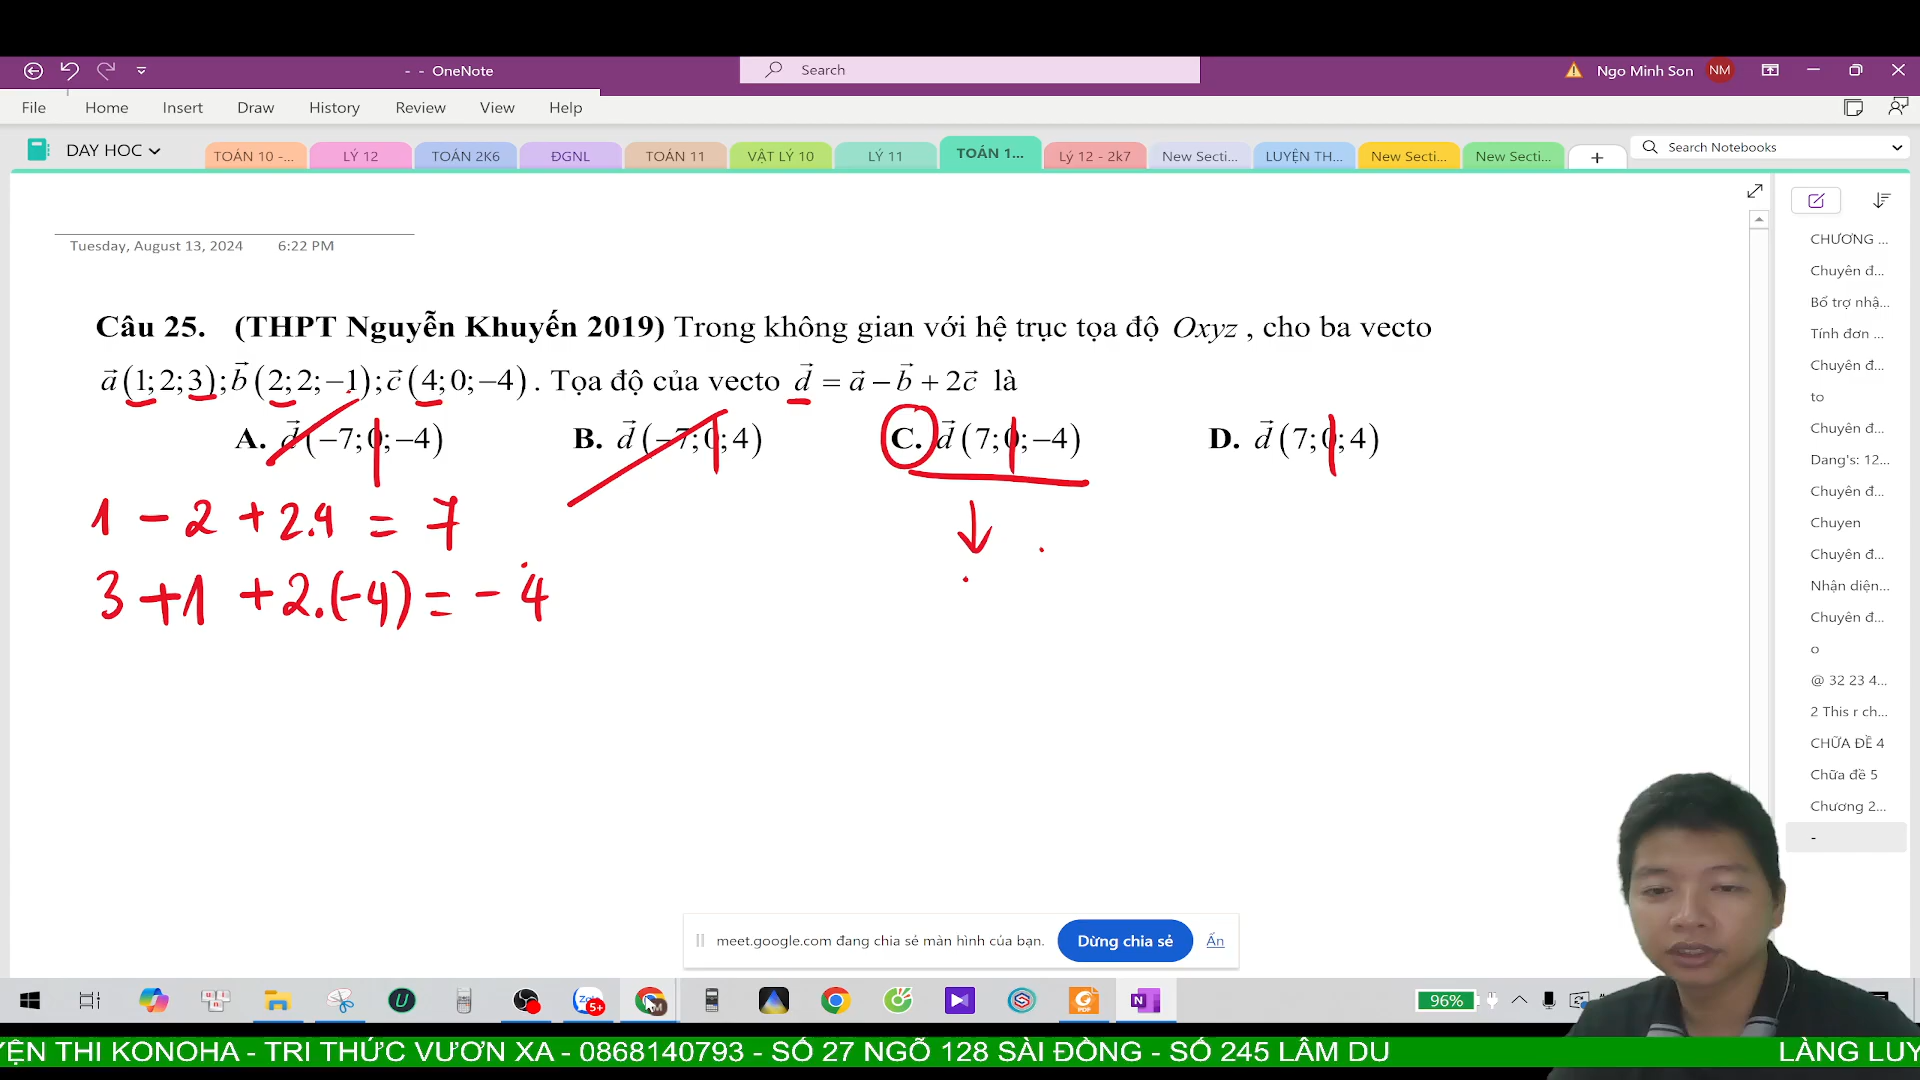 - - OneNote
Search
Ngo Minh Son NM
File Home Insert Draw History Review View Help
DAY HOC
TOÁN 10 -... LÝ 12 TOÁN 2K6 ĐGNL TOÁN 11 VẬT LÝ 10 LÝ 11 TOÁN 1... Lý 12 - 2k7 New Secti... LUYỆN TH... New Secti... New Secti... +
Search Notebooks
Tuesday, August 13, 2024 6:22 PM
Câu 25. (THPT Nguyễn Khuyến 2019) Trong không gian với hệ trục tọa độ Oxyz , cho ba vecto
a⃗(1;2;3);b⃗(2;2;−1);c⃗(4;0;−4). Tọa độ của vecto d⃗ = a⃗ − b⃗ + 2c⃗ là
A. d⃗(−7;0;−4) B. d⃗(−7;0;4) C. d⃗(7;0;−4) D. d⃗(7;0;4)
1 − 2 + 2.4 = 7
3 + 1 + 2.(−4) = − 4
CHƯƠNG ...
Chuyên đ...
Bổ trợ nhậ...
Tính đơn ...
Chuyên đ...
to
Chuyên đ...
Dang's: 12...
Chuyên đ...
Chuyen
Chuyên đ...
Nhận diện...
Chuyên đ...
o
@ 32 23 4...
2 This r ch...
CHỮA ĐỀ 4
Chữa đề 5
Chương 2...
-
meet.google.com đang chia sẻ màn hình của bạn. Dừng chia sẻ Ẩn
96%
YỆN THI KONOHA - TRI THỨC VƯƠN XA - 0868140793 - SỐ 27 NGÕ 128 SÀI ĐỒNG - SỐ 245 LÂM DU LÀNG LUY